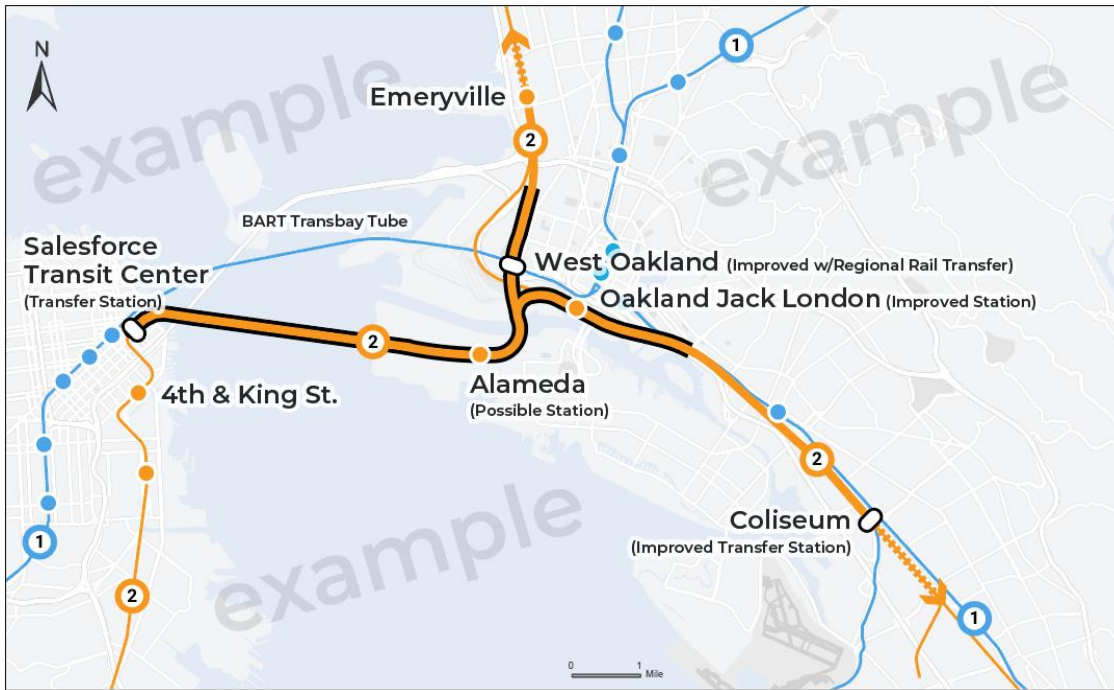 1
N
Emeryville
example
example
2
BART Transbay Tube
Salesforce
Transit Center
(Transfer Station)
West Oakland (Improved w/Regional Rail Transfer)
Oakland Jack London (Improved Station)
2
4th & King St.
Alameda
(Possible Station)
2
example
Coliseum
(Improved Transfer Station)
1
2
1
0 1
Mile